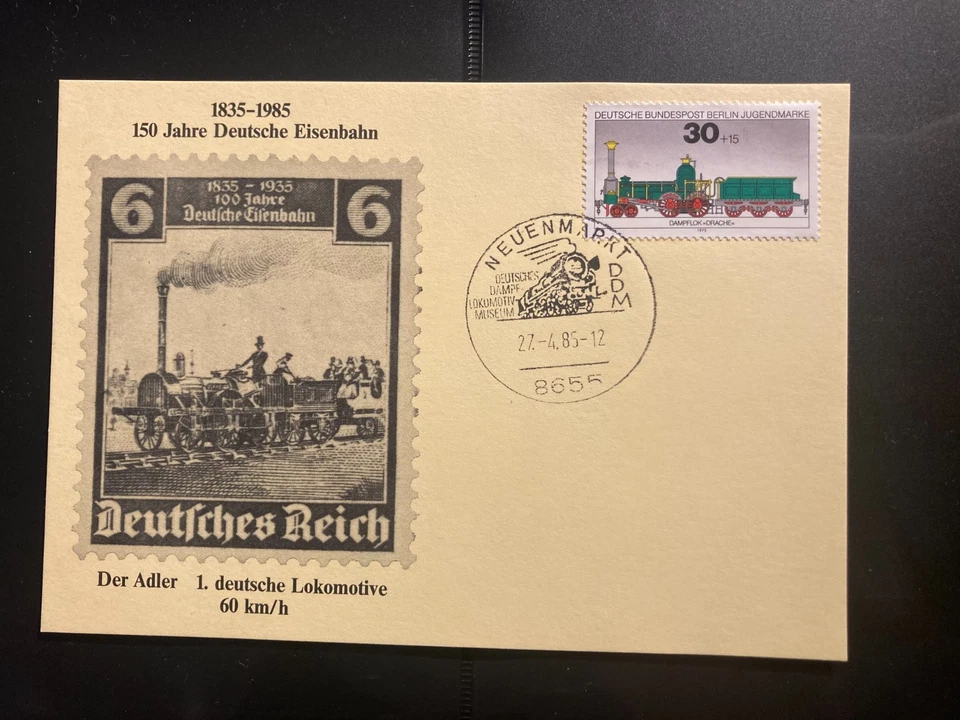 1835-1985
150 Jahre Deutsche Eisenbahn
6
1835 - 1935
100 Jahre
Deutsche Eisenbahn
6
Deutsches Reich
Der Adler 1. deutsche Lokomotive
60 km/h
DEUTSCHE BUNDESPOST BERLIN JUGENDMARKE
30+15
DAMPFLOK »DRACHE«
1975
NEUENMARKT
DEUTSCHES
DAMPF
LOKOMOTIV
MUSEUM
DDM
27.-4.85-12
8655